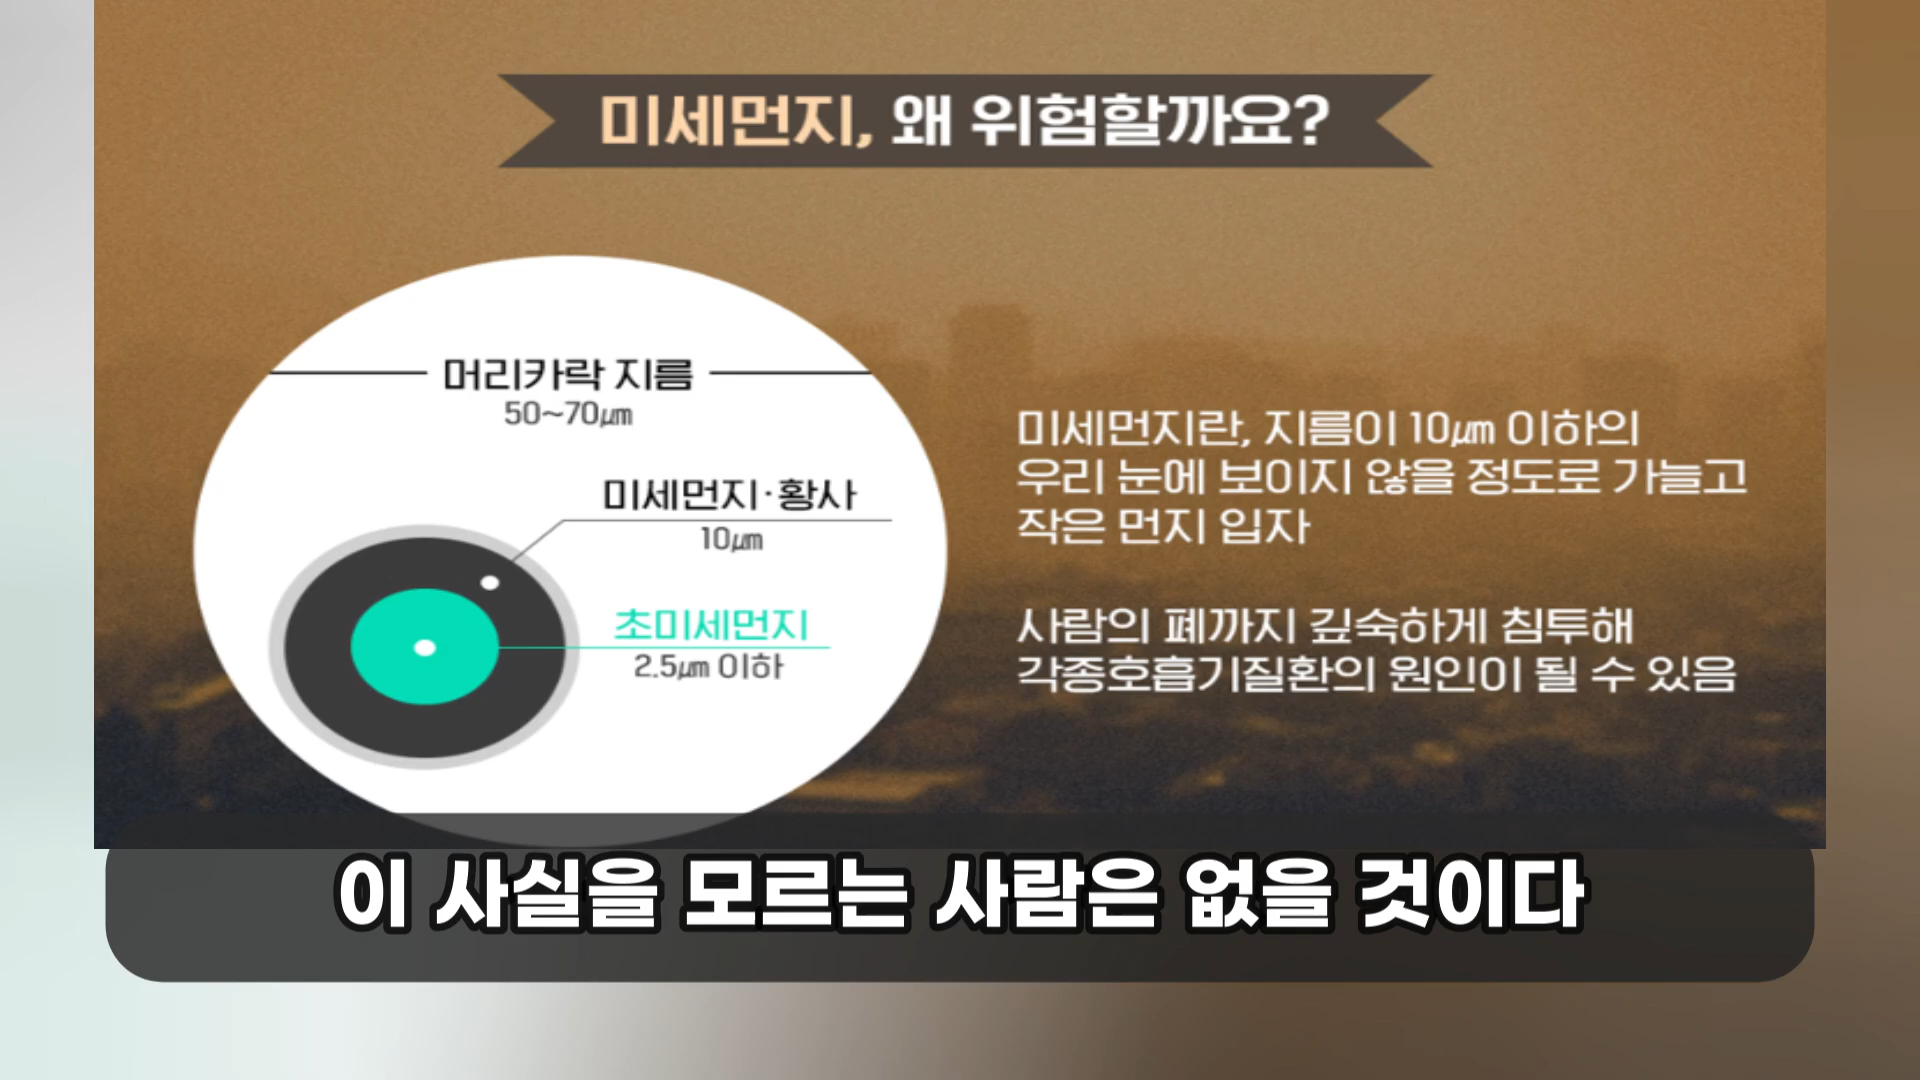 미세먼지, 왜 위험할까요?
머리카락 지름
50~70㎛
미세먼지·황사
10㎛
초미세먼지
2.5㎛ 이하
미세먼지란, 지름이 10㎛ 이하의
우리 눈에 보이지 않을 정도로 가늘고
작은 먼지 입자
사람의 폐까지 깊숙하게 침투해
각종호흡기질환의 원인이 될 수 있음
이 사실을 모르는 사람은 없을 것이다